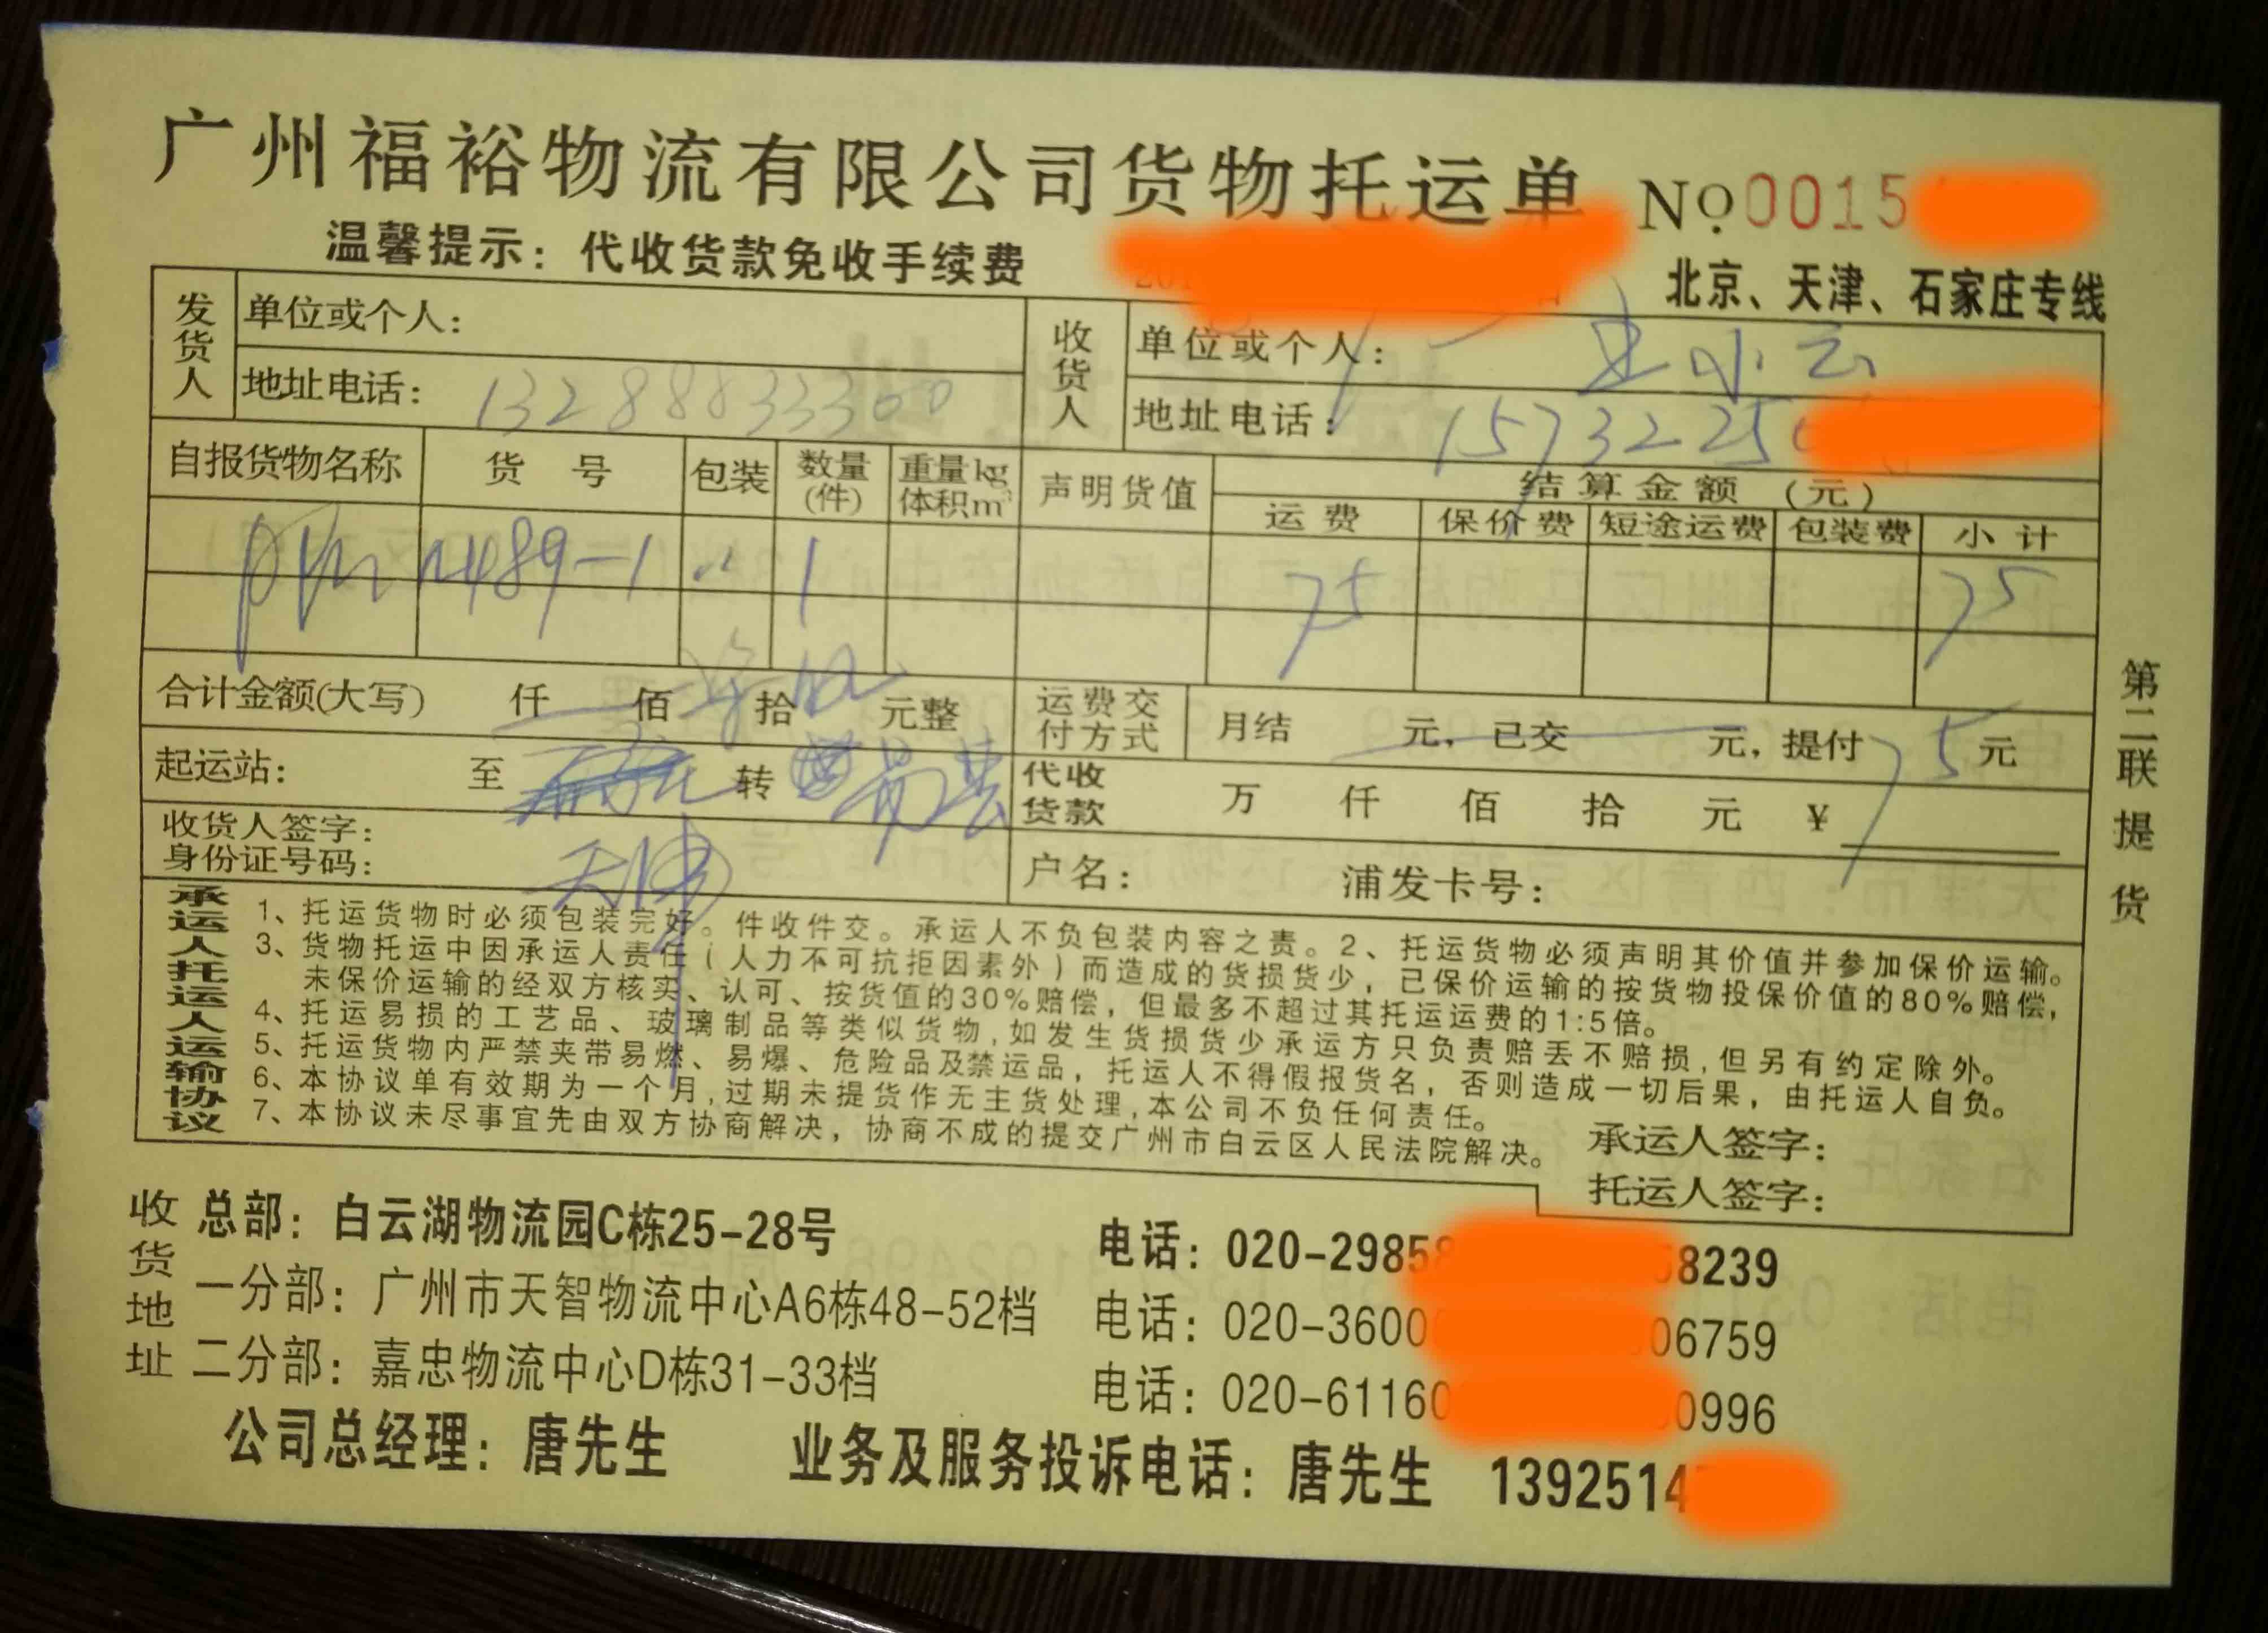 广州福裕物流有限公司货物托运单 №0015
温馨提示：代收货款免收手续费
北京、天津、石家庄专线
发货人 单位或个人：
地址电话：
收货人 单位或个人： 小云
地址电话：15732225
自报货物名称 货号 包装 数量(件) 重量kg 体积m³ 声明货值 结算金额（元）
运费 保价费 短途运费 包装费 小计
489-1 1 75 75
合计金额(大写) 仟 佰 拾 元整
运费交付方式 月结 元，已交 元，提付 75 元
起运站： 至 转
天津
代收货款 万 仟 佰 拾 元 ¥
收货人签字：
身份证号码：
户名： 浦发卡号：
第二联提货
承运人托运人运输协议
1、托运货物时必须包装完好。件收件交。承运人不负包装内容之责。2、托运货物必须声明其价值并参加保价运输。
3、货物托运中因承运人责任（人力不可抗拒因素外）而造成的货损货少，已保价运输的按货物投保价值的80%赔偿，
未保价运输的经双方核实、认可、按货值的30%赔偿，但最多不超过其托运运费的1:5倍。
4、托运易损的工艺品、玻璃制品等类似货物，如发生货损货少承运方只负责赔丢不赔损，但另有约定除外。
5、托运货物内严禁夹带易燃、易爆、危险品及禁运品，托运人不得假报货名，否则造成一切后果，由托运人自负。
6、本协议单有效期为一个月，过期未提货作无主货处理，本公司不负任何责任。
7、本协议未尽事宜先由双方协商解决，协商不成的提交广州市白云区人民法院解决。
承运人签字：
托运人签字：
收货地址
总部：白云湖物流园C栋25-28号 电话：020-2985 8239
一分部：广州市天智物流中心A6栋48-52档 电话：020-3600 06759
二分部：嘉忠物流中心D栋31-33档 电话：020-6116 0996
公司总经理：唐先生 业务及服务投诉电话：唐先生 1392514